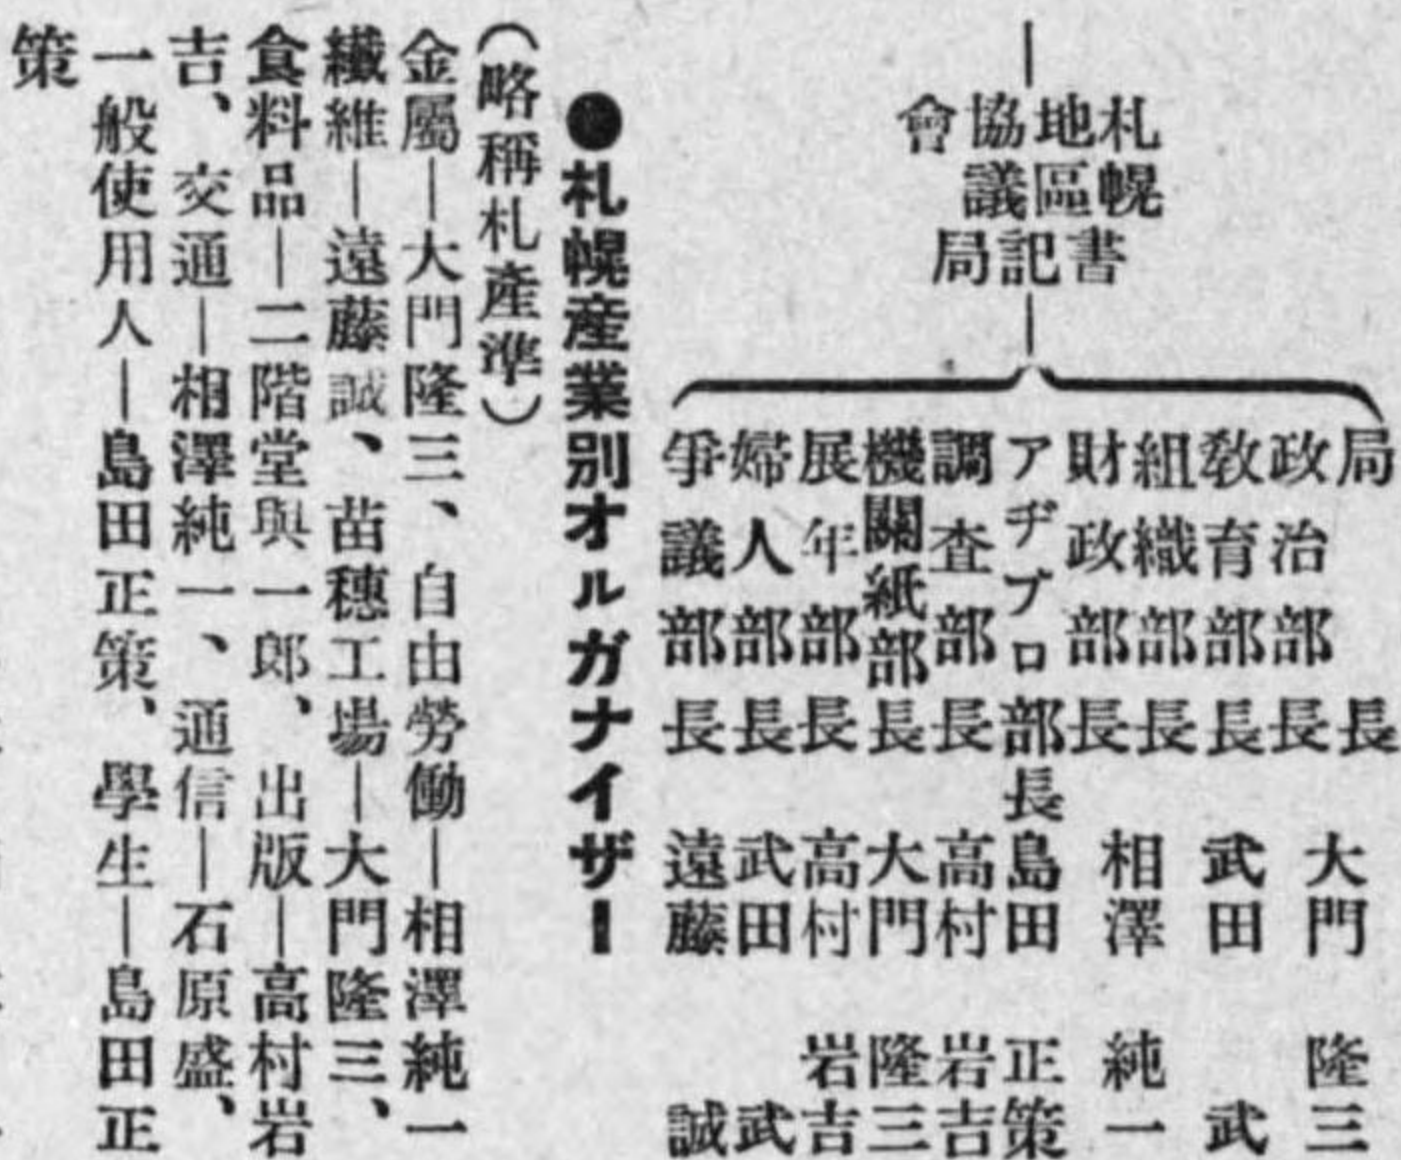 札幌
地區
協議
會
書記局
局長
政治部長 大門隆三
教育部長 武田武
組織部長
財政部長 相澤純一
アヂプロ部長 島田正策
調査部長 高村岩吉
機關紙部長 大門隆三
展年部長 高村岩吉
婦人部長 武田武
爭議部長 遠藤誠
●札幌産業別オルガナイザー
(略稱札産準)
金屬―大門隆三、自由勞働―相澤純一
纖維―遠藤誠、苗穗工場―大門隆三、
食料品―二階堂與一郎、出版―高村岩
吉、交通―相澤純一、通信―石原盛、
一般使用人―島田正策、學生―島田正
策